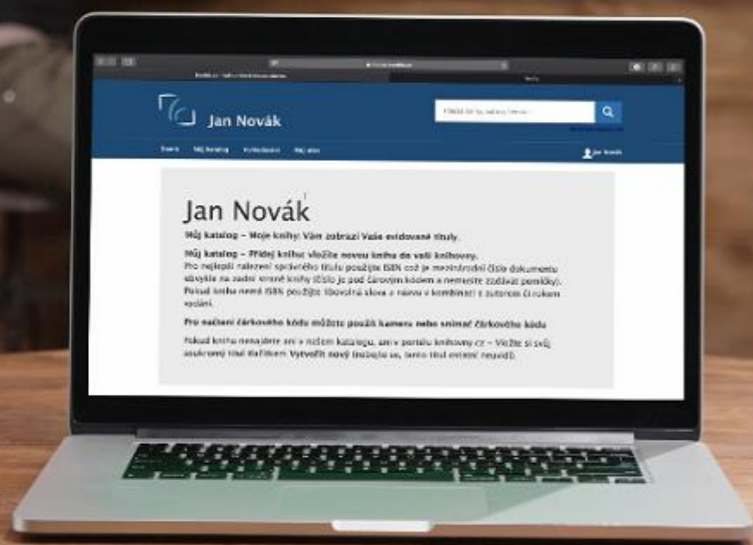 Jan Novák
Domů Můj katalog Vyhledávání Můj účet
Jan Novák
Jan Novák
Můj katalog – Moje knihy: Vám zobrazí Vaše evidované tituly.
Můj katalog – Přidej knihu: vložíte novou knihu do vaší knihovny.
Pro nejlepší nalezení správného titulu použijte ISBN což je mezinárodní číslo dokumentu
obvykle na zadní straně knihy (číslo je pod čárovým kódem a nemusíte zadávat pomlčky).
Pokud kniha nemá ISBN použijte libovolná slova z názvu v kombinaci s autorem či rokem
vydání.
Pro načtení čárkového kódu můžete použít kameru nebo snímač čárkového kódu
Pokud knihu nenajdete ani v našem katalogu, ani v portálu knihovny.cz – Vložte si svůj
soukromý titul tlačítkem Vytvořit nový (nebojte se, tento titul ostatní neuvidí).